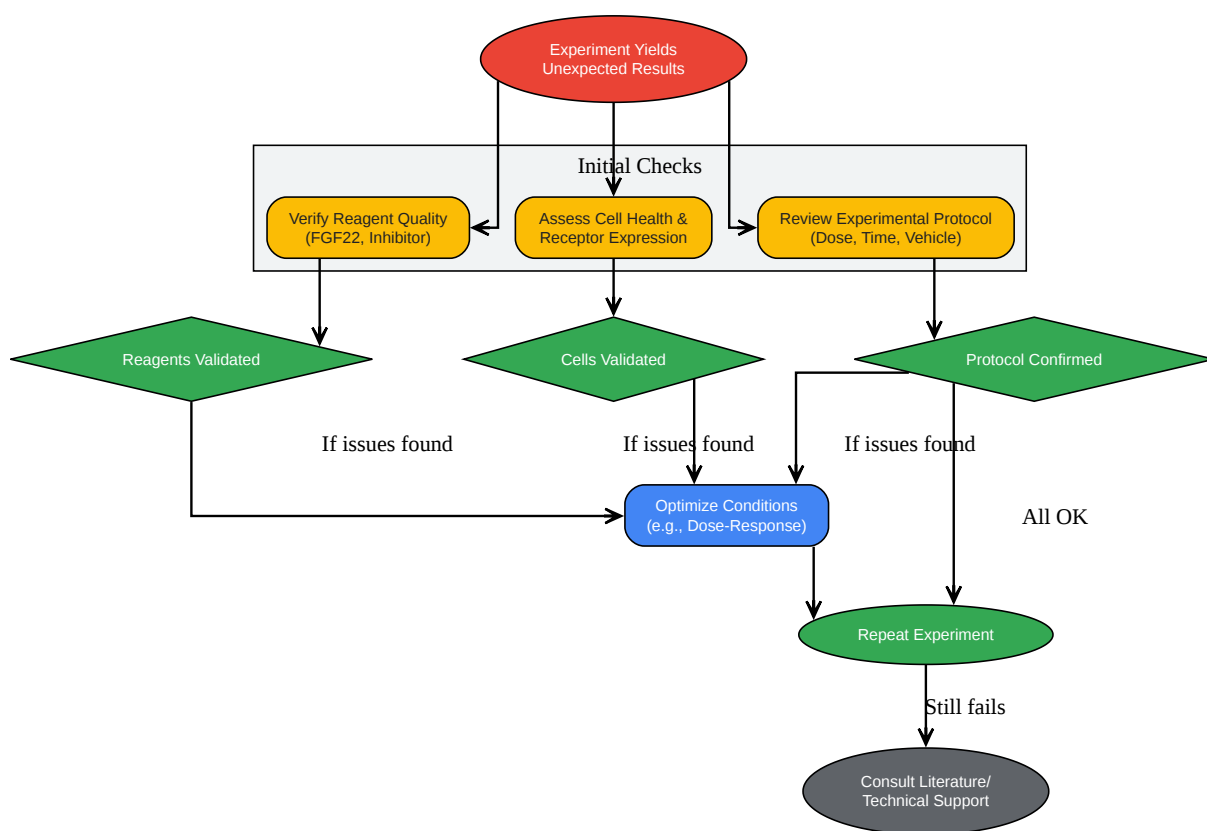 Experiment Yields
Unexpected Results
Initial Checks
Verify Reagent Quality
(FGF22, Inhibitor)
Assess Cell Health &
Receptor Expression
Review Experimental Protocol
(Dose, Time, Vehicle)
Reagents Validated
Cells Validated
Protocol Confirmed
If issues found
If issues found
If issues found
Optimize Conditions
(e.g., Dose-Response)
All OK
Repeat Experiment
Still fails
Consult Literature/
Technical Support